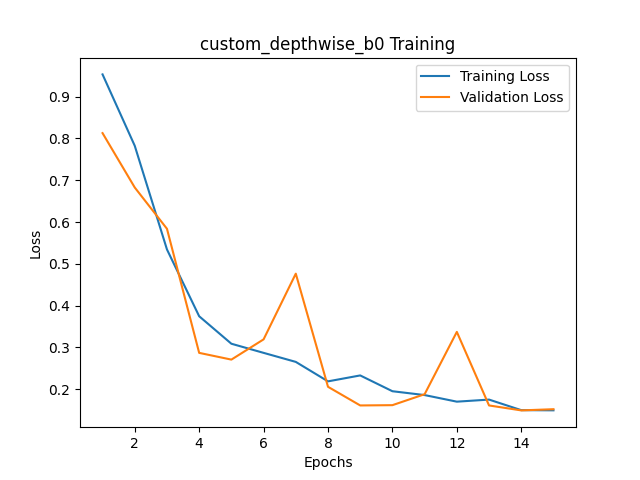 custom_depthwise_b0 Training
Training Loss
Validation Loss
0.9
0.8
0.7
0.6
0.5
0.4
0.3
0.2
Loss
2 4 6 8 10 12 14
Epochs